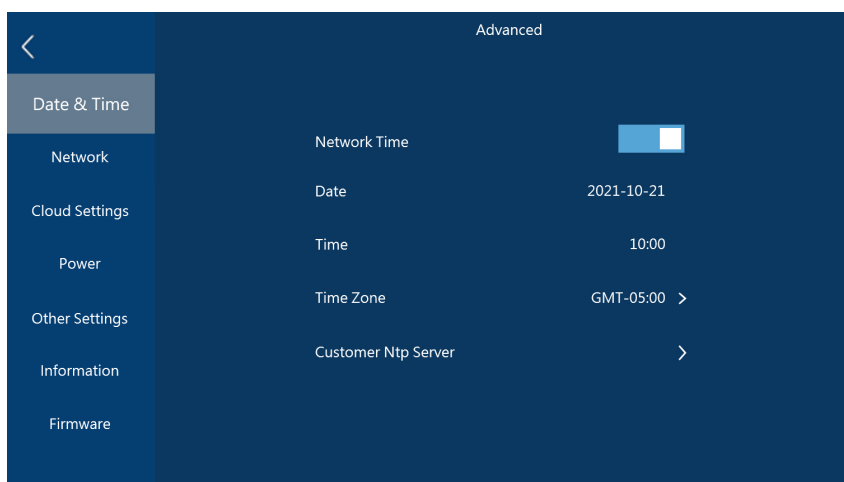 Advanced
Date & Time
Network
Cloud Settings
Power
Other Settings
Information
Firmware
Network Time
Date 2021-10-21
Time 10:00
Time Zone GMT-05:00
Customer Ntp Server